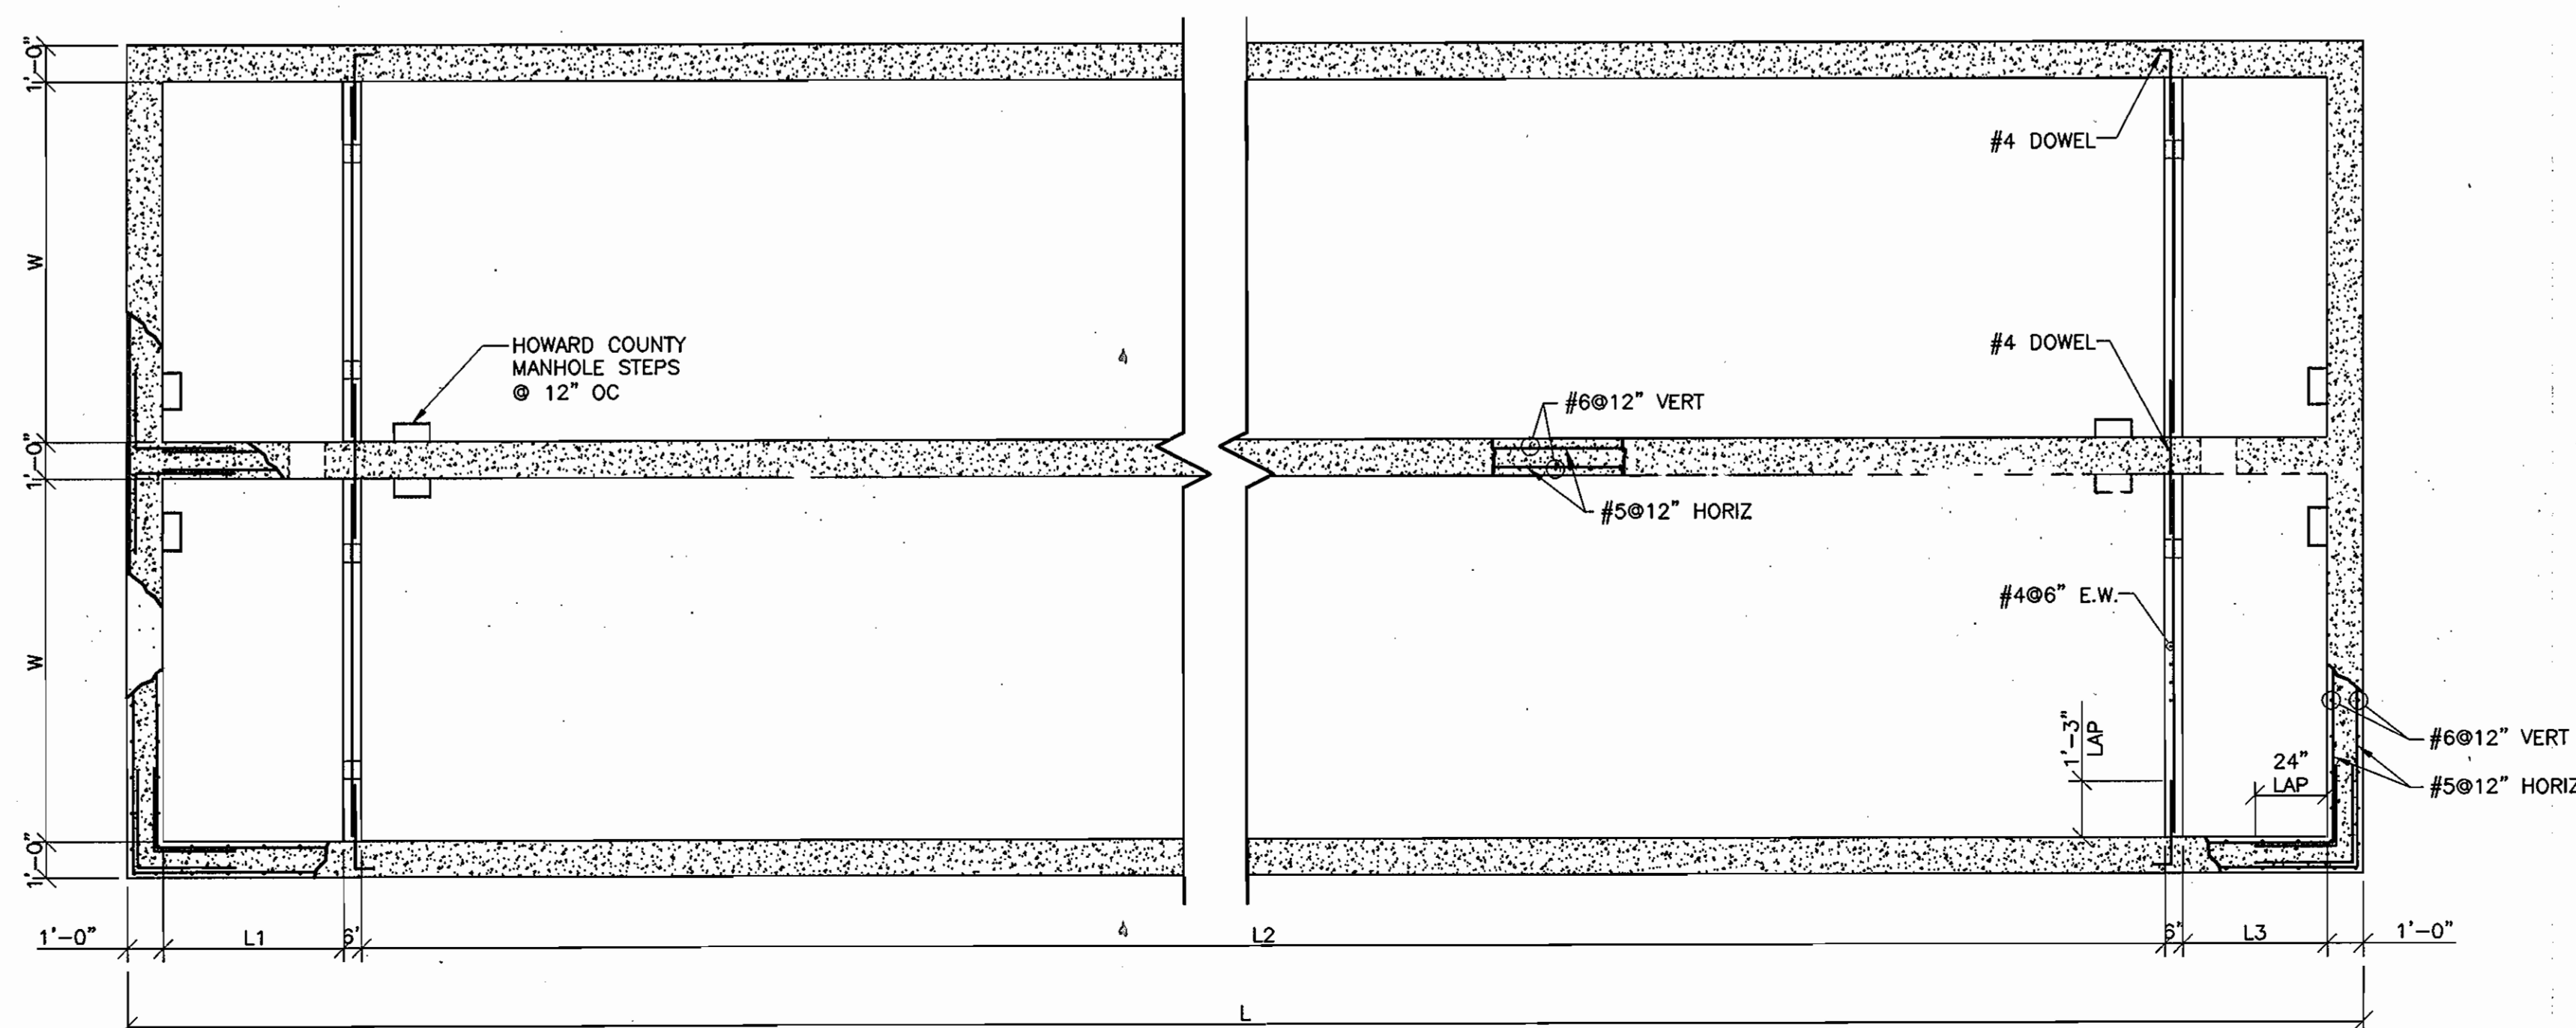 1'-0"
#4 DOWEL
W
HOWARD COUNTY
MANHOLE STEPS
@ 12" OC
#4 DOWEL
#6@12" VERT
1'-0"
#5@12" HORIZ
#4@6" E.W.
W
1'-3"
LAP
24"
LAP
#6@12" VERT
#5@12" HORIZ
1'-0"
1'-0"
L1
6'
L2
6"
L3
1'-0"
L